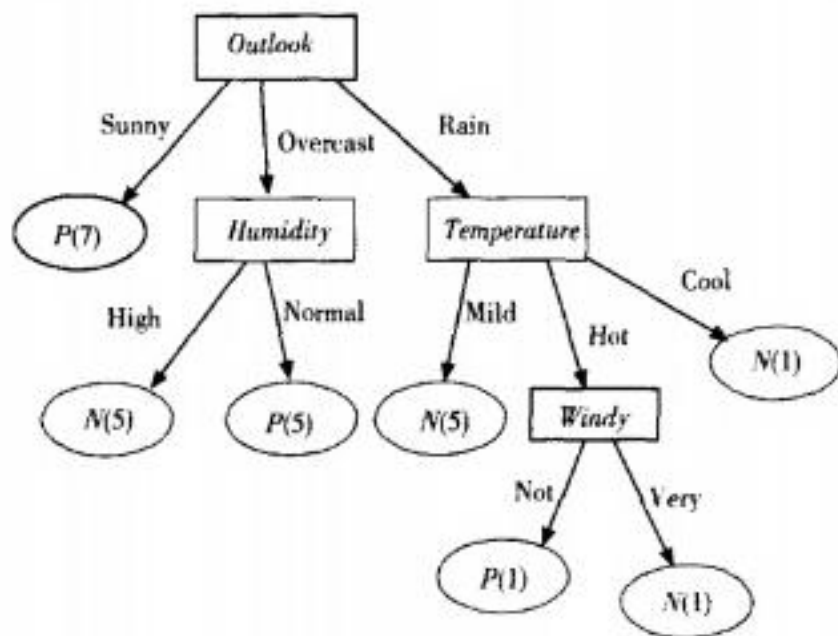 Outlook
Sunny
Overcast
Rain
P(7)
Humidity
Temperature
High
Normal
Mild
Hot
Cool
N(5)
P(5)
N(5)
N(1)
Windy
Not
Very
P(1)
N(1)